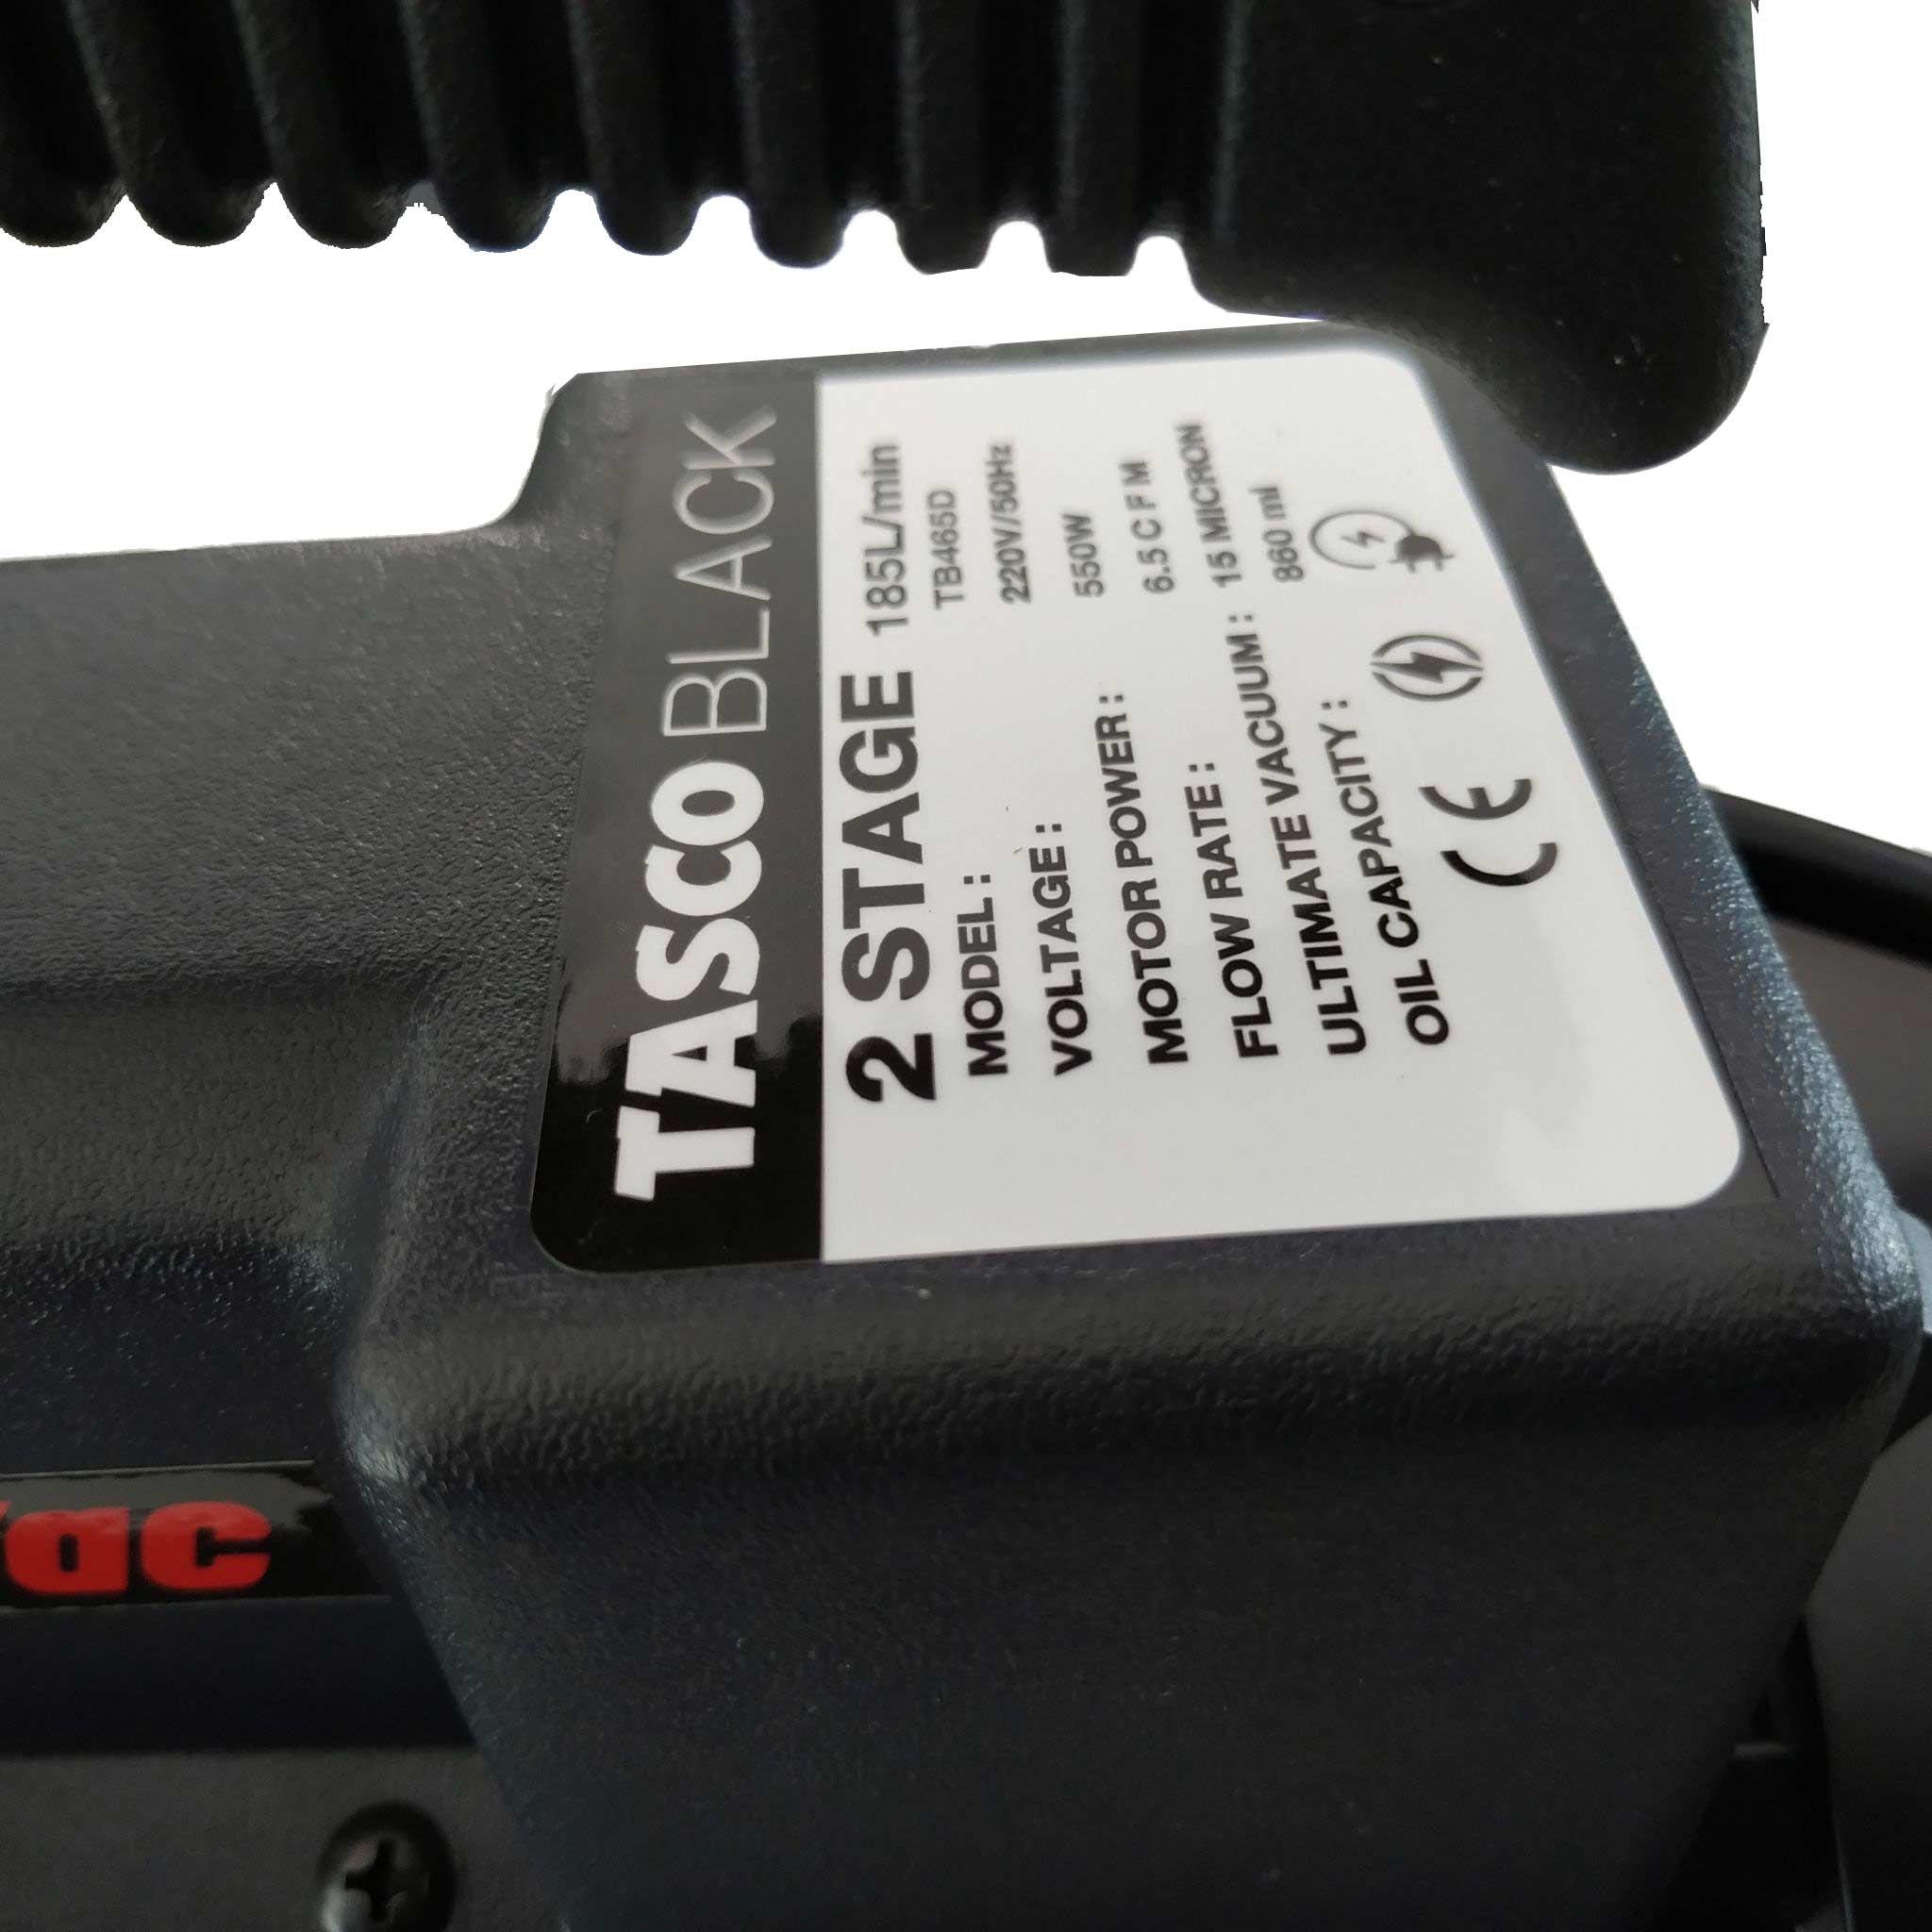 TASCO BLACK
2 STAGE 185L/min
MODEL : TB465D
VOLTAGE : 220V/50Hz
MOTOR POWER : 550W
FLOW RATE : 6.5 C F M
ULTIMATE VACUUM : 15 MICRON
OIL CAPACITY : 860 ml
CE
ac